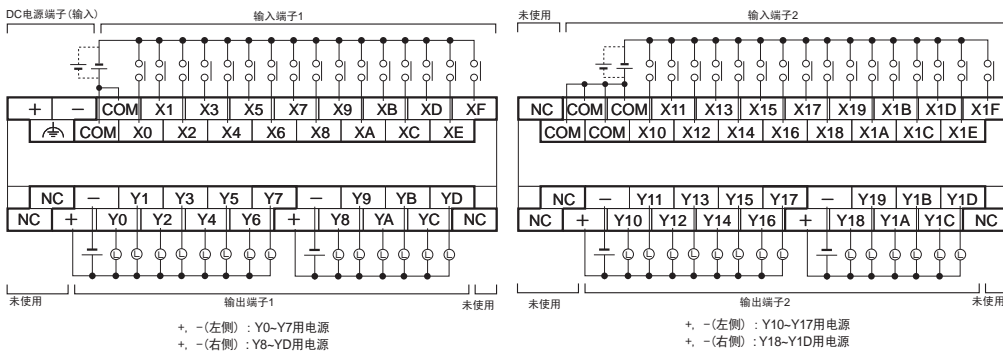 DC电源端子(输入) 输入端子1
+ - COM X1 X3 X5 X7 X9 XB XD XF
COM X0 X2 X4 X6 X8 XA XC XE
NC - Y1 Y3 Y5 Y7 - Y9 YB YD
NC + Y0 Y2 Y4 Y6 + Y8 YA YC NC
L L L L L L L L L L L L L L
未使用 输出端子1 未使用
+, -(左侧) : Y0~Y7用电源
+, -(右侧) : Y8~YD用电源
未使用 输入端子2
NC COM COM X11 X13 X15 X17 X19 X1B X1D X1F
COM COM X10 X12 X14 X16 X18 X1A X1C X1E
NC - Y11 Y13 Y15 Y17 - Y19 Y1B Y1D
NC + Y10 Y12 Y14 Y16 + Y18 Y1A Y1C NC
L L L L L L L L L L L L L L
未使用 输出端子2 未使用
+, -(左侧) : Y10~Y17用电源
+, -(右侧) : Y18~Y1D用电源